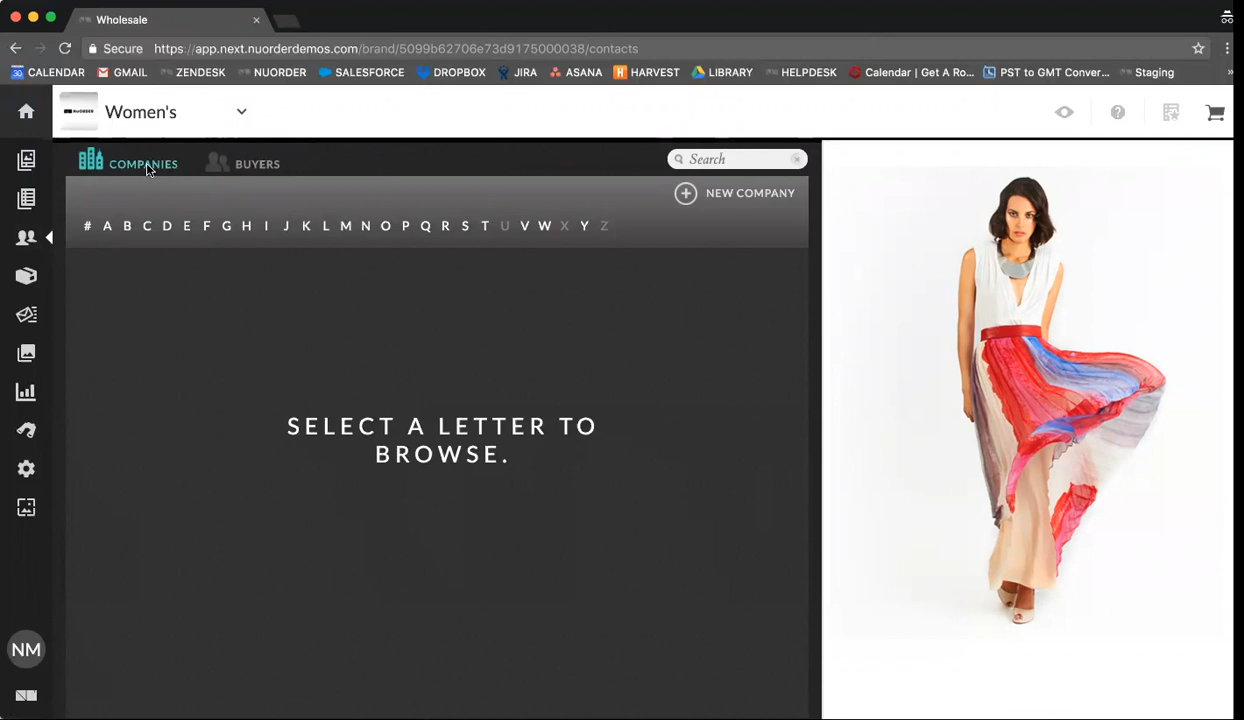 Wholesale
Secure https://app.next.nuorderdemos.com/brand/5099b62706e73d9175000038/contacts
30 CALENDAR GMAIL ZENDESK NUORDER SALESFORCE DROPBOX JIRA ASANA H HARVEST LIBRARY HELPDESK Calendar | Get A Ro... PST to GMT Conver... Staging »
NUORDER Women's
COMPANIES BUYERS Search
NEW COMPANY
# A B C D E F G H I J K L M N O P Q R S T U V W X Y Z
SELECT A LETTER TO
BROWSE.
NM